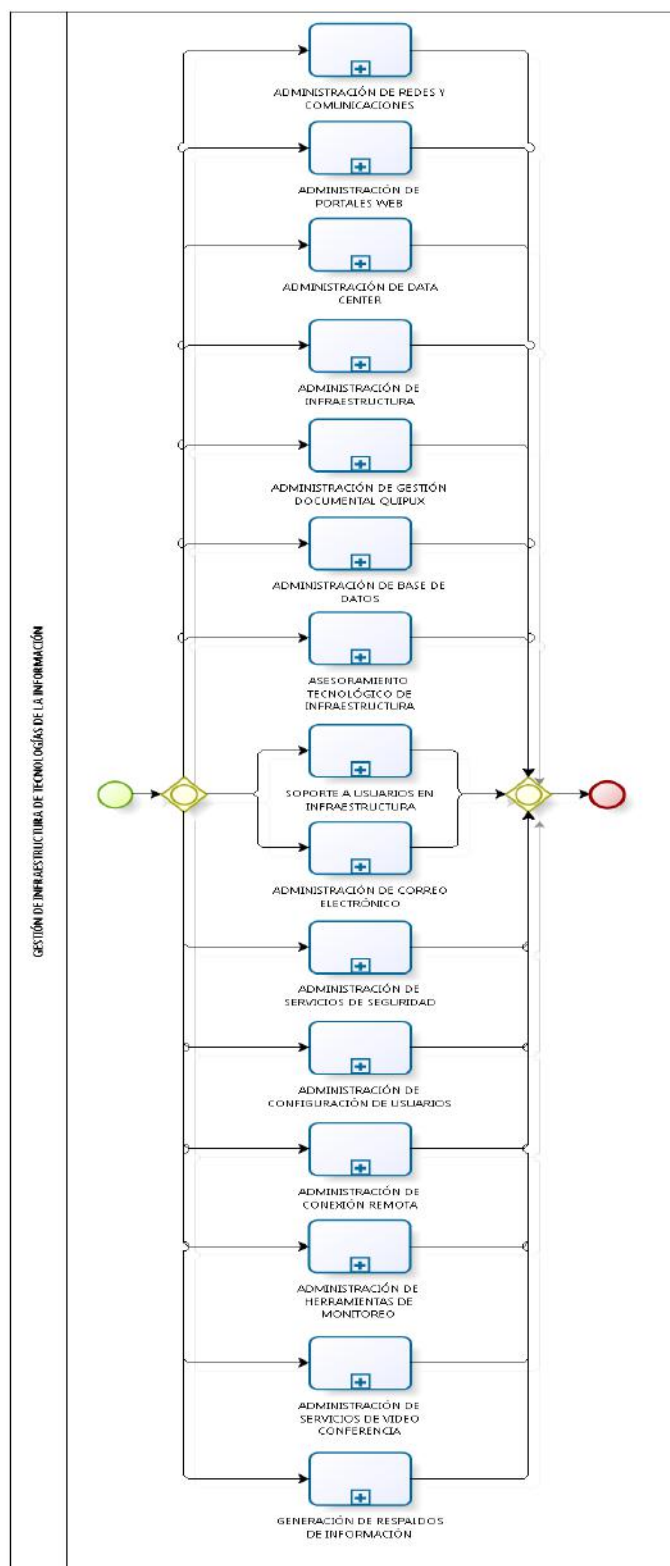 GESTIÓN DE INFRAESTRUCTURA DE TECNOLOGÍAS DE LA INFORMACIÓN
ADMINISTRACIÓN DE REDES Y
COMUNICACIONES
ADMINISTRACIÓN DE
PORTALES WEB
ADMINISTRACIÓN DE DATA
CENTER
ADMINISTRACIÓN DE
INFRAESTRUCTURA
ADMINISTRACIÓN DE GESTIÓN
DOCUMENTAL QUIPUX
ADMINISTRACIÓN DE BASE DE
DATOS
ASESORAMIENTO
TECNOLÓGICO DE
INFRAESTRUCTURA
SOPORTE A USUARIOS EN
INFRAESTRUCTURA
ADMINISTRACIÓN DE CORREO
ELECTRÓNICO
ADMINISTRACIÓN DE
SERVICIOS DE SEGURIDAD
ADMINISTRACIÓN DE
CONFIGURACIÓN DE USUARIOS
ADMINISTRACIÓN DE
CONEXIÓN REMOTA
ADMINISTRACIÓN DE
HERRAMIENTAS DE
MONITOREO
ADMINISTRACIÓN DE
SERVICIOS DE VIDEO
CONFERENCIA
GENERACIÓN DE RESPALDOS
DE INFORMACIÓN